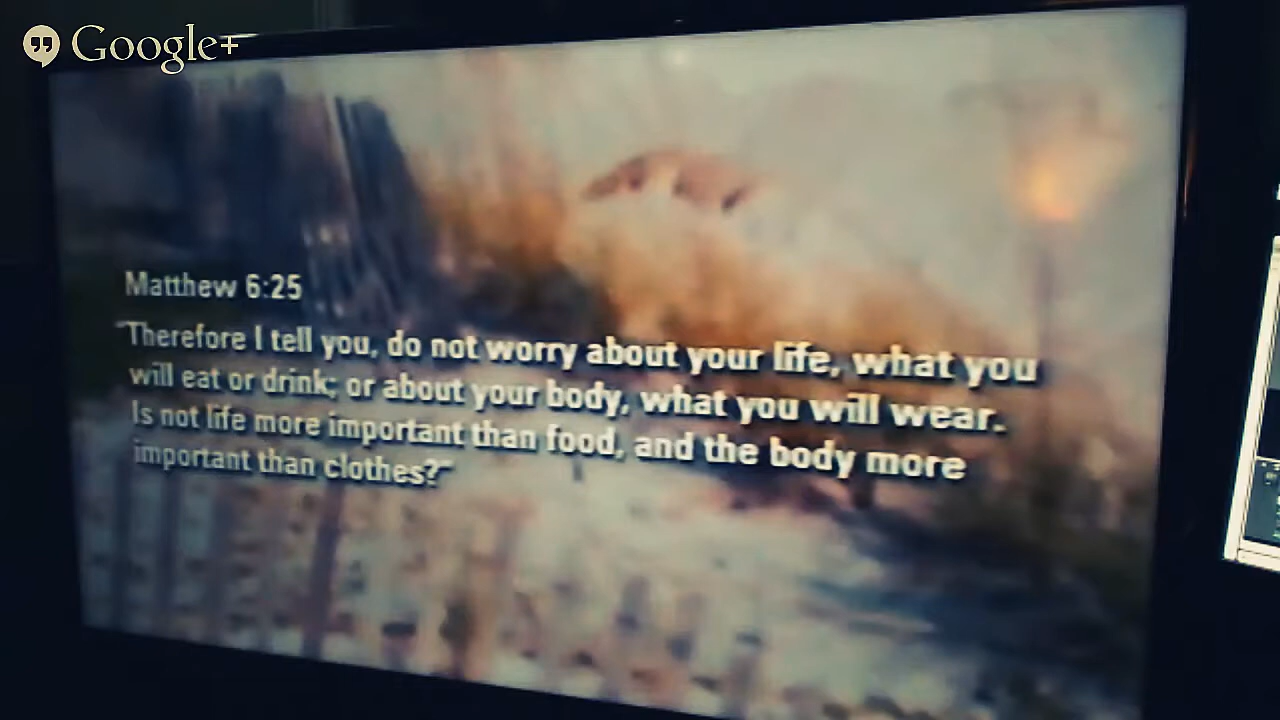 Google+
Matthew 6:25
"Therefore I tell you, do not worry about your life, what you
will eat or drink; or about your body, what you will wear.
Is not life more important than food, and the body more
important than clothes?"